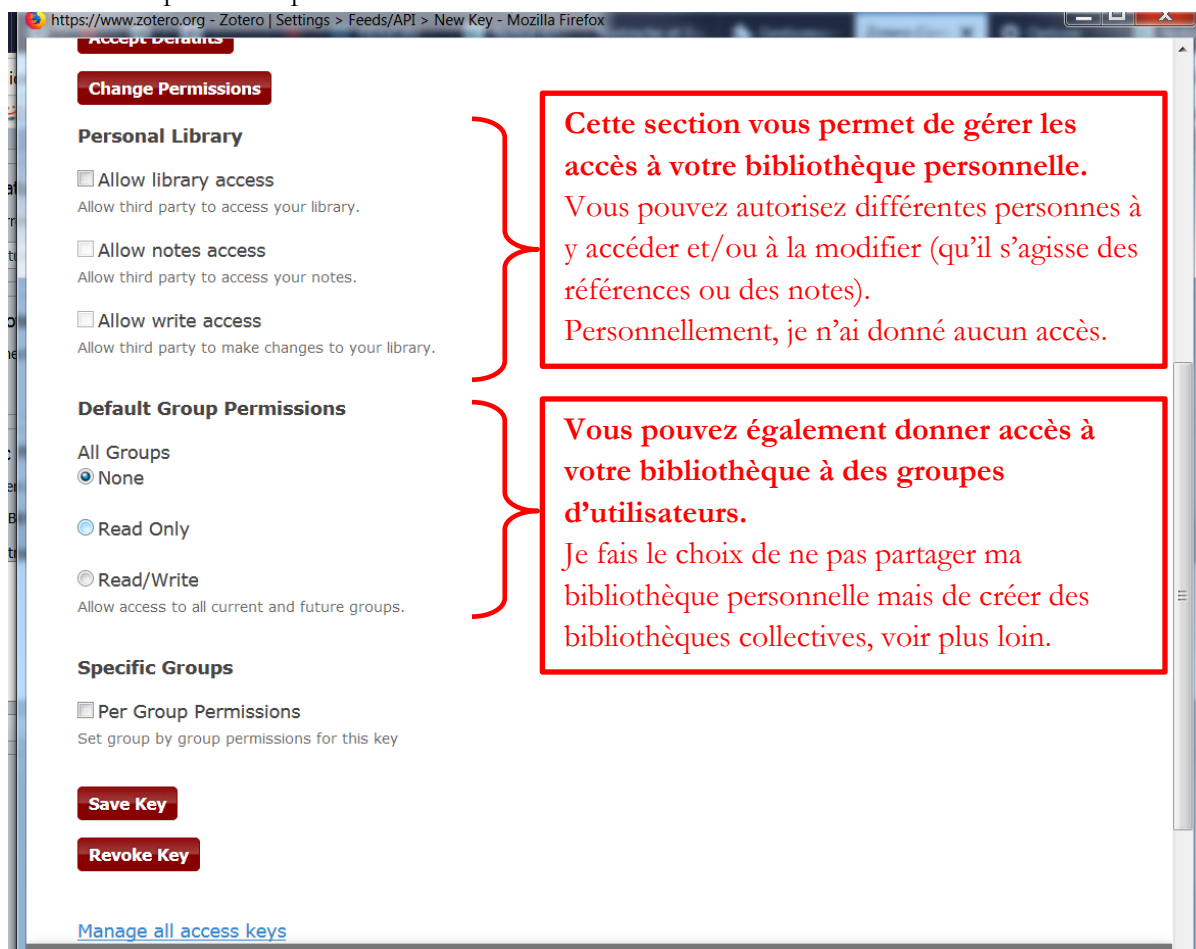 https://www.zotero.org - Zotero | Settings > Feeds/API > New Key - Mozilla Firefox
Accept Defaults
Change Permissions
Personal Library
Allow library access
Allow third party to access your library.
Allow notes access
Allow third party to access your notes.
Allow write access
Allow third party to make changes to your library.
Cette section vous permet de gérer les
accès à votre bibliothèque personnelle.
Vous pouvez autorisez différentes personnes à
y accéder et/ou à la modifier (qu'il s'agisse des
références ou des notes).
Personnellement, je n'ai donné aucun accès.
Default Group Permissions
All Groups
None
Read Only
Read/Write
Allow access to all current and future groups.
Vous pouvez également donner accès à
votre bibliothèque à des groupes
d'utilisateurs.
Je fais le choix de ne pas partager ma
bibliothèque personnelle mais de créer des
bibliothèques collectives, voir plus loin.
Specific Groups
Per Group Permissions
Set group by group permissions for this key
Save Key
Revoke Key
Manage all access keys